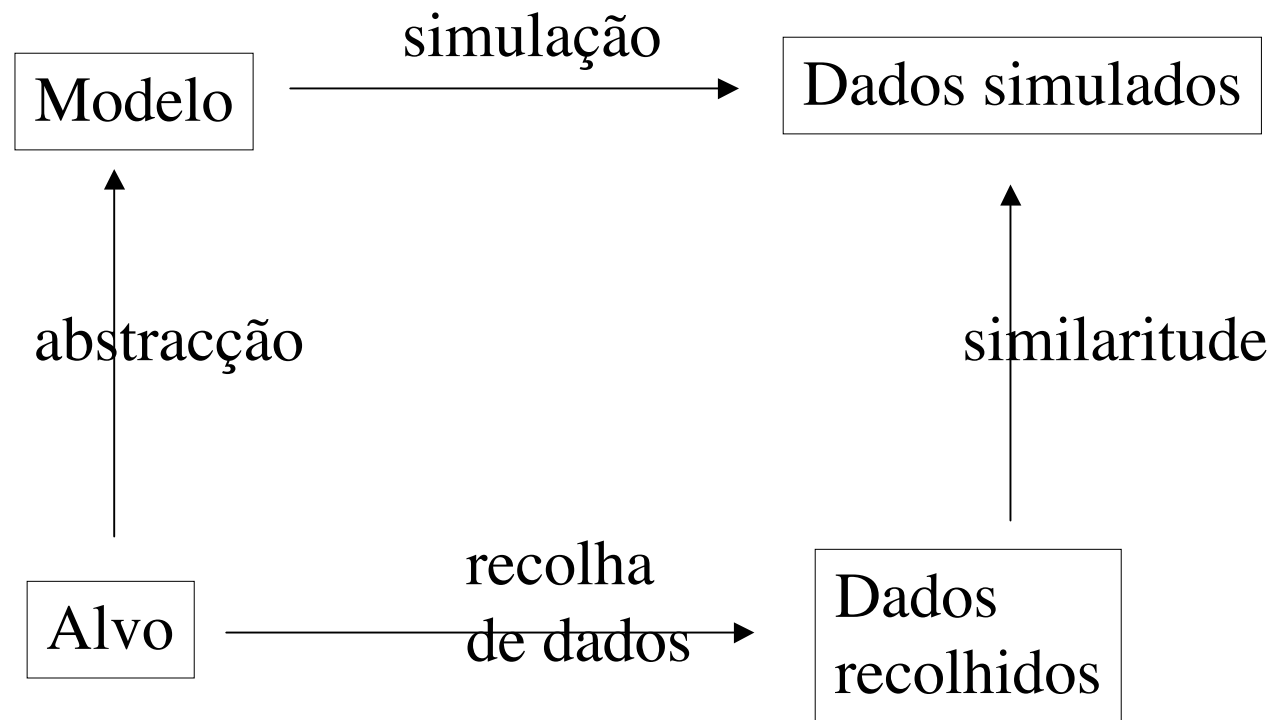 simulação
Modelo
Dados simulados
abstracção
similaritude
recolha
de dados
Alvo
Dados
recolhidos